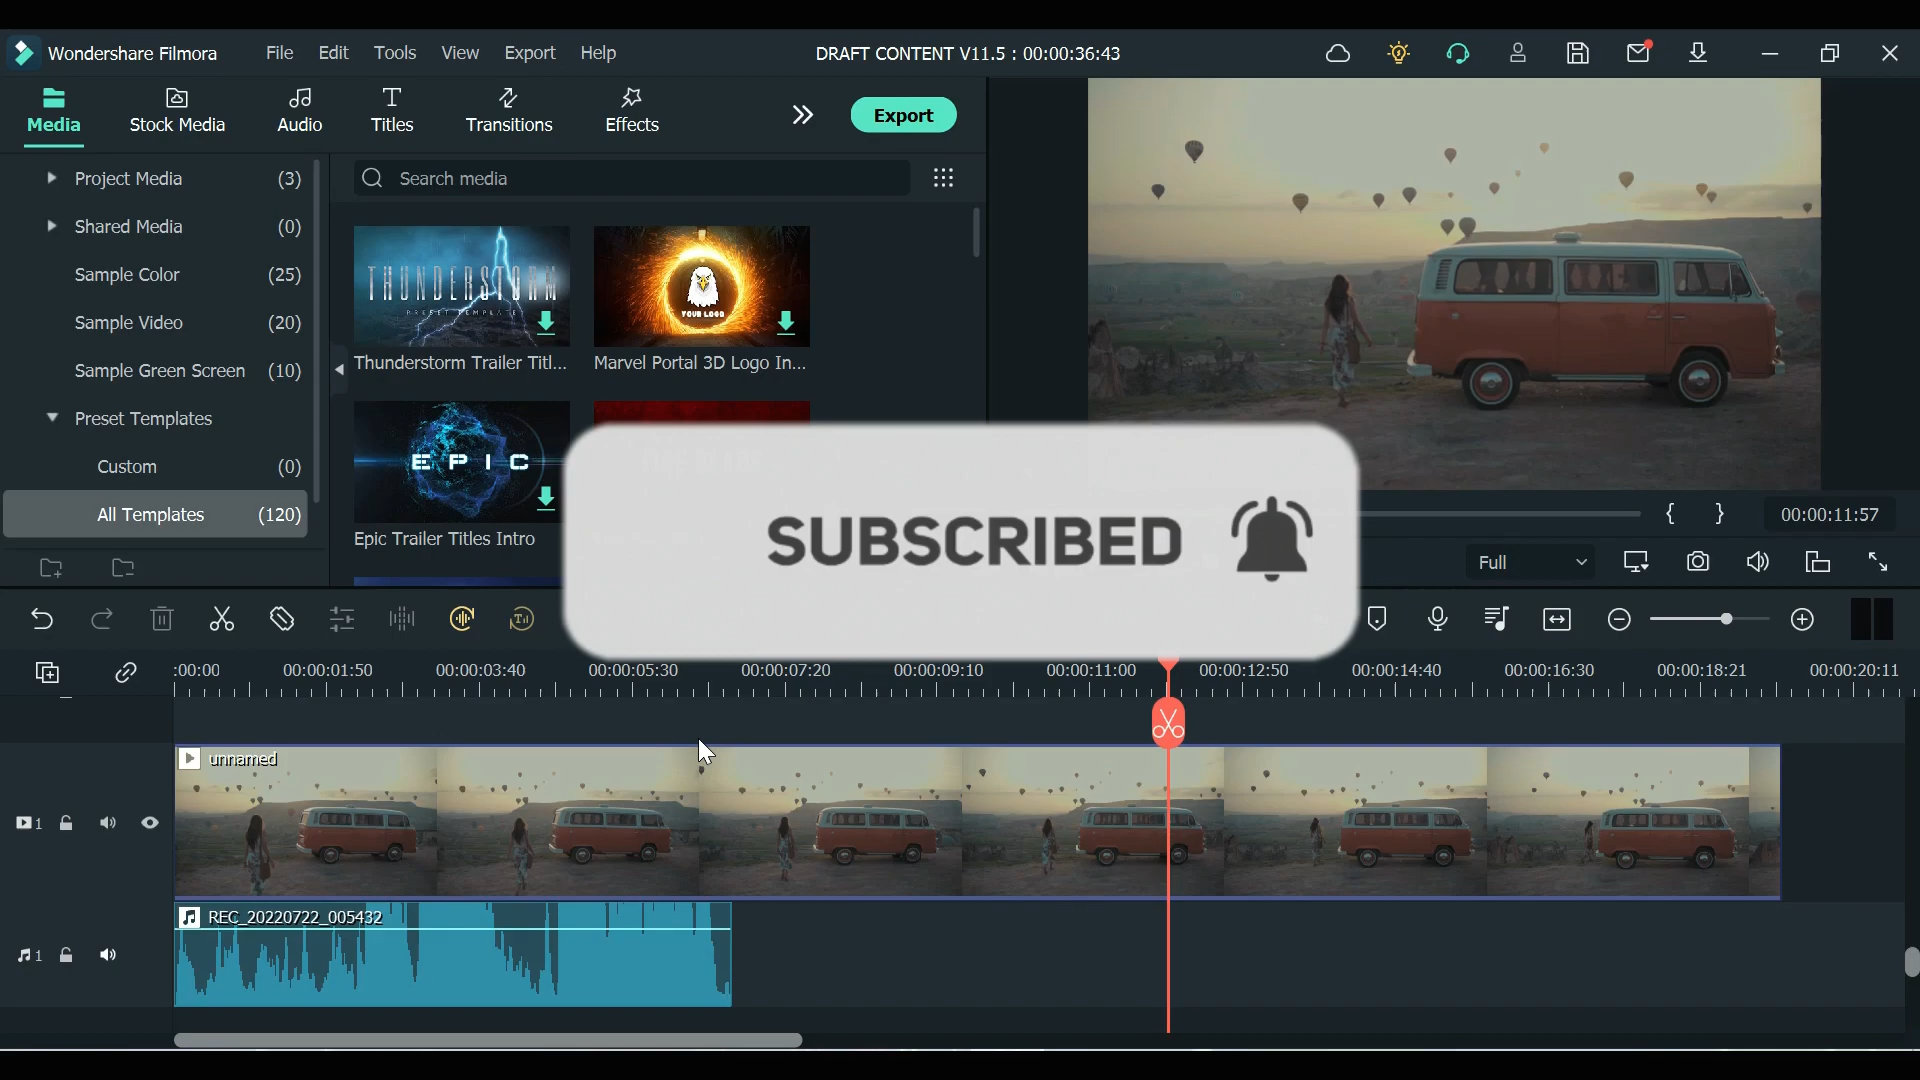 Wondershare Filmora File Edit Tools View Export Help DRAFT CONTENT V11.5 : 00:00:36:43
Media Stock Media Audio Titles Transitions Effects Export
Project Media (3)
Shared Media (0)
Sample Color (25)
Sample Video (20)
Sample Green Screen (10)
Preset Templates
Custom (0)
All Templates (120)
Search media
THUNDERSTORM
PRESET TEMPLATE
YOUR LOGO
Thunderstorm Trailer Titl... Marvel Portal 3D Logo In...
EPIC
Epic Trailer Titles Intro
SUBSCRIBED
{ } 00:00:11:57
Full
:00:00 00:00:01:50 00:00:03:40 00:00:05:30 00:00:07:20 00:00:09:10 00:00:11:00 00:00:12:50 00:00:14:40 00:00:16:30 00:00:18:21 00:00:20:11
unnamed
1
REC_20220722_005432
1